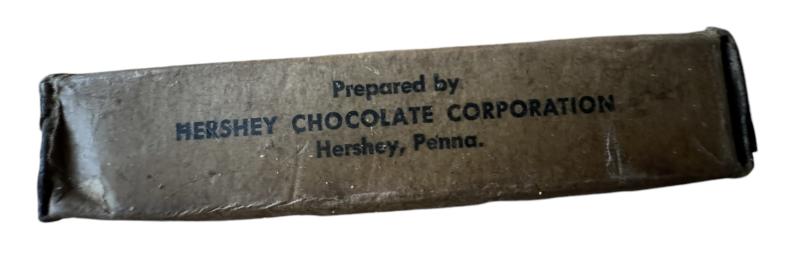 Prepared by
HERSHEY CHOCOLATE CORPORATION
Hershey, Penna.